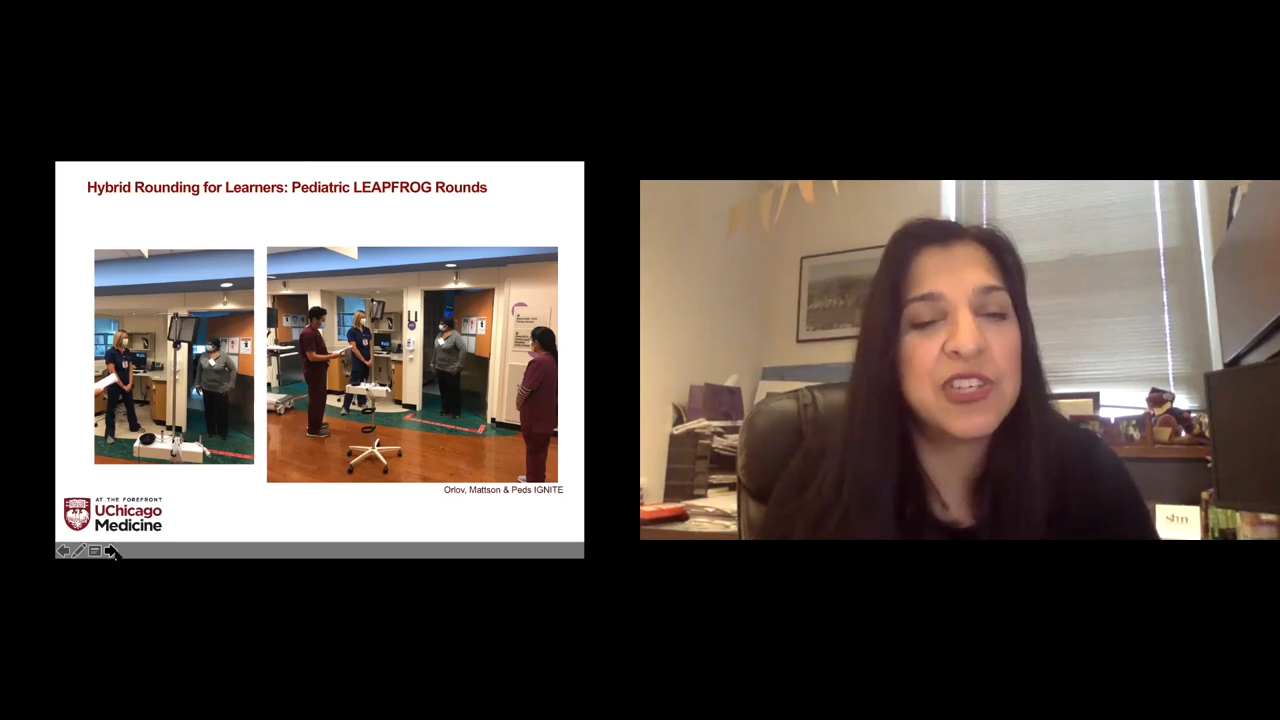 Hybrid Rounding for Learners: Pediatric LEAPFROG Rounds
Orlov, Mattson & Peds IGNITE
AT THE FOREFRONT
UChicago
Medicine
shm